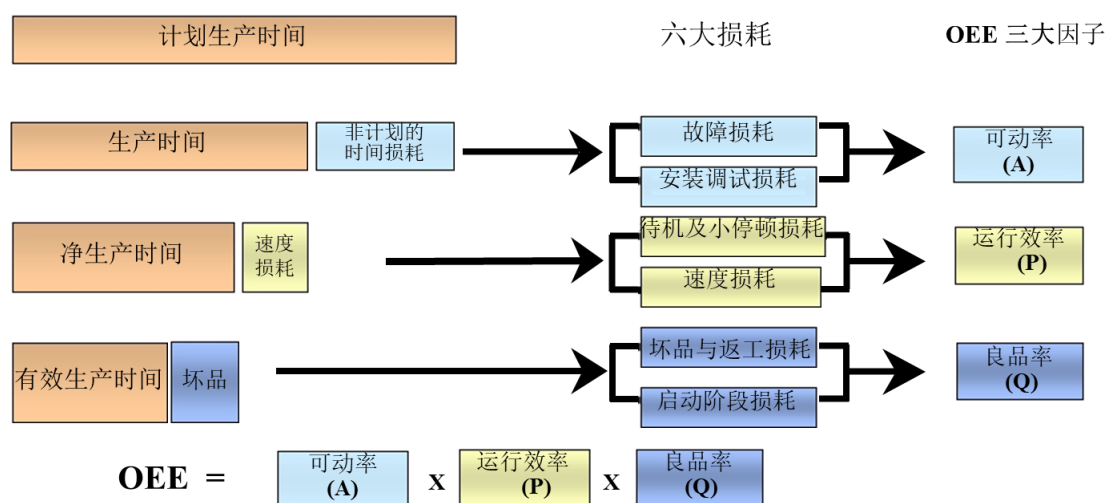 计划生产时间
六大损耗
OEE 三大因子
生产时间
非计划的
时间损耗
故障损耗
安装调试损耗
可动率
(A)
净生产时间
速度
损耗
待机及小停顿损耗
速度损耗
运行效率
(P)
有效生产时间
坏品
坏品与返工损耗
启动阶段损耗
良品率
(Q)
OEE = 可动率 (A) X 运行效率 (P) X 良品率 (Q)